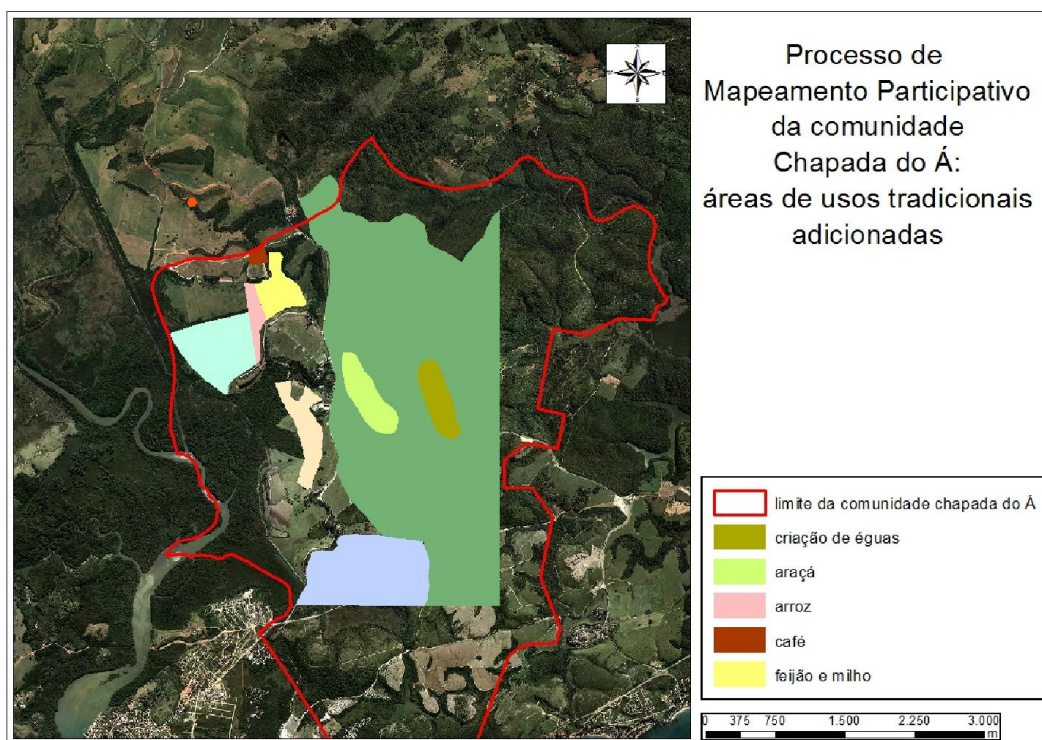 Processo de
Mapeamento Participativo
da comunidade
Chapada do Á:
áreas de usos tradicionais
adicionadas
limite da comunidade chapada do Á
criação de éguas
araçá
arroz
café
feijão e milho
0 375 750 1.500 2.250 3.000
m